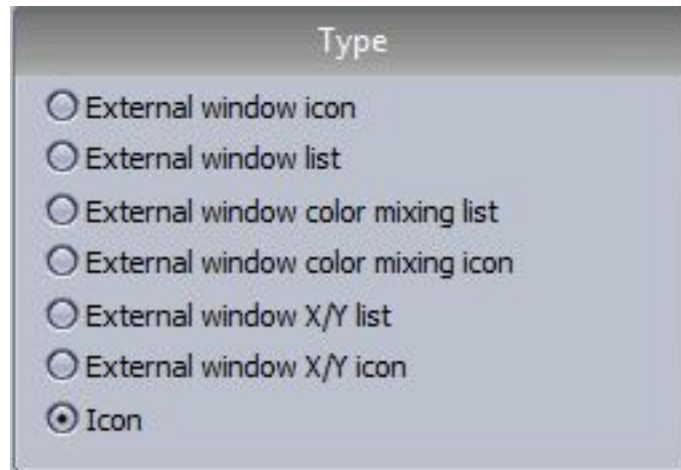 Type
External window icon
External window list
External window color mixing list
External window color mixing icon
External window X/Y list
External window X/Y icon
Icon